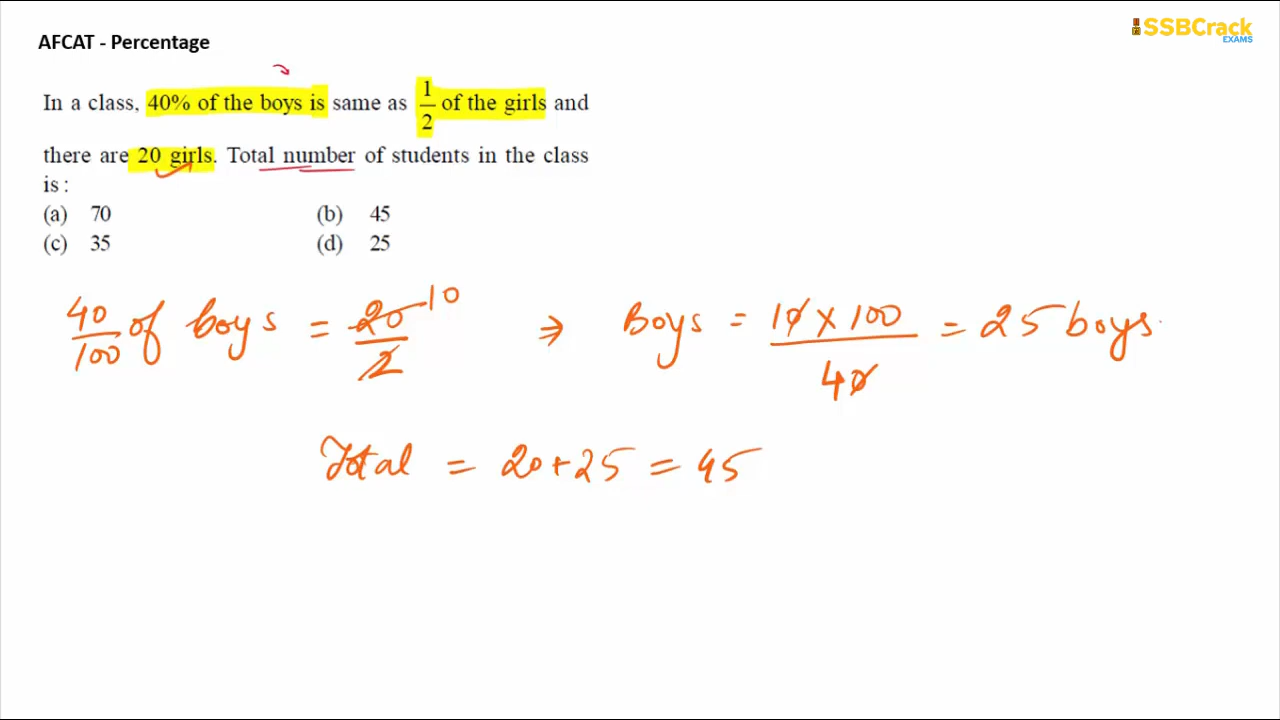 SSBCrack
EXAMS
AFCAT - Percentage
In a class, 40% of the boys is same as 1/2 of the girls and
there are 20 girls. Total number of students in the class
is :
(a) 70 (b) 45
(c) 35 (d) 25
40/100 of boys = 20/2 10 ⇒ Boys = 10 × 100/40 = 25 boys
Total = 20 + 25 = 45